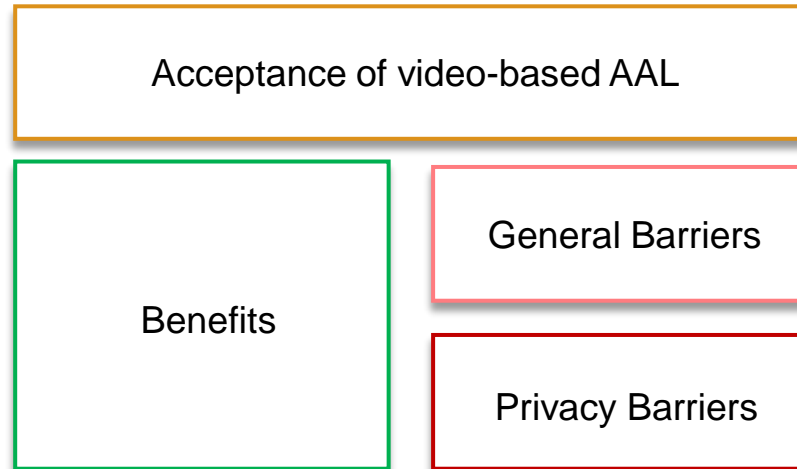 Acceptance of video-based AAL
General Barriers
Benefits
Privacy Barriers